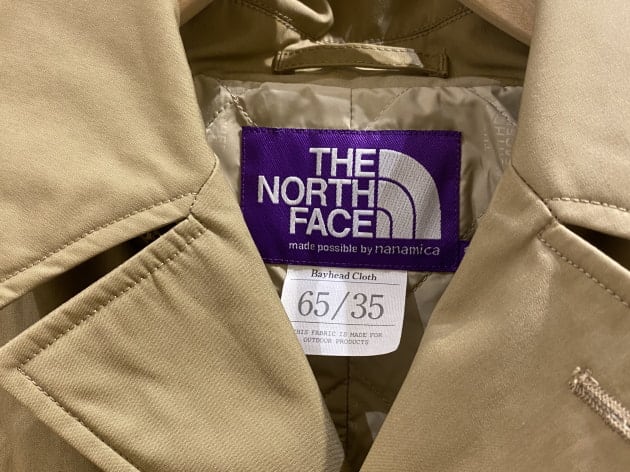 THE
NORTH
FACE
made possible by nanamica
Bayhead Cloth
65/35
THIS FABRIC IS MADE FOR
OUTDOOR PRODUCTS